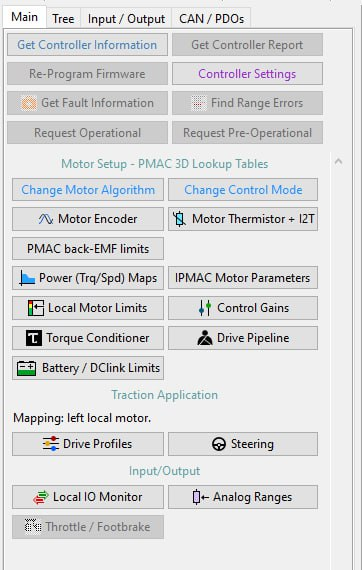 Main Tree Input / Output CAN / PDOs
Get Controller Information Get Controller Report
Re-Program Firmware Controller Settings
Get Fault Information Find Range Errors
Request Operational Request Pre-Operational
Motor Setup - PMAC 3D Lookup Tables
Change Motor Algorithm Change Control Mode
Motor Encoder Motor Thermistor + I2T
PMAC back-EMF limits
Power (Trq/Spd) Maps IPMAC Motor Parameters
Local Motor Limits Control Gains
Torque Conditioner Drive Pipeline
Battery / DClink Limits
Traction Application
Mapping: left local motor.
Drive Profiles Steering
Input/Output
Local IO Monitor Analog Ranges
Throttle / Footbrake